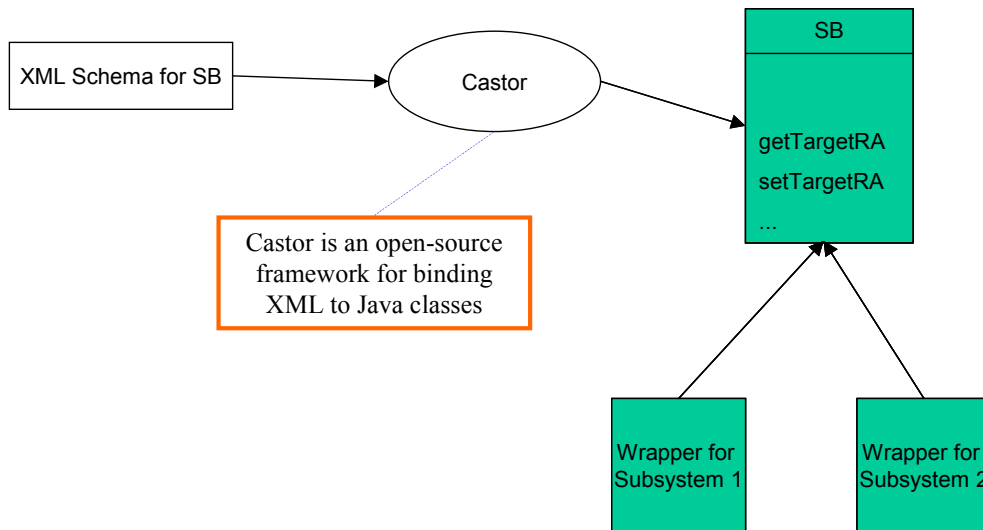 SB
XML Schema for SB
Castor
getTargetRA
setTargetRA
...
Castor is an open-source
framework for binding
XML to Java classes
Wrapper for
Subsystem 1
Wrapper for
Subsystem 2